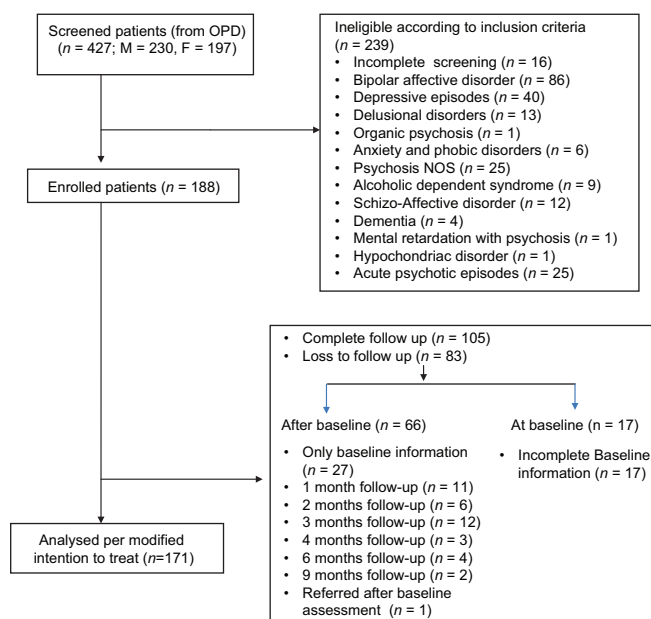 Screened patients (from OPD)
(n = 427; M = 230, F = 197)
Ineligible according to inclusion criteria
(n = 239)
• Incomplete screening (n = 16)
• Bipolar affective disorder (n = 86)
• Depressive episodes (n = 40)
• Delusional disorders (n = 13)
• Organic psychosis (n = 1)
• Anxiety and phobic disorders (n = 6)
• Psychosis NOS (n = 25)
• Alcoholic dependent syndrome (n = 9)
• Schizo-Affective disorder (n = 12)
• Dementia (n = 4)
• Mental retardation with psychosis (n = 1)
• Hypochondriac disorder (n = 1)
• Acute psychotic episodes (n = 25)
Enrolled patients (n = 188)
• Complete follow up (n = 105)
• Loss to follow up (n = 83)
After baseline (n = 66)
• Only baseline information
(n = 27)
• 1 month follow-up (n = 11)
• 2 months follow-up (n = 6)
• 3 months follow-up (n = 12)
• 4 months follow-up (n = 3)
• 6 months follow-up (n = 4)
• 9 months follow-up (n = 2)
• Referred after baseline
assessment (n = 1)
At baseline (n = 17)
• Incomplete Baseline
information (n = 17)
Analysed per modified
intention to treat (n=171)